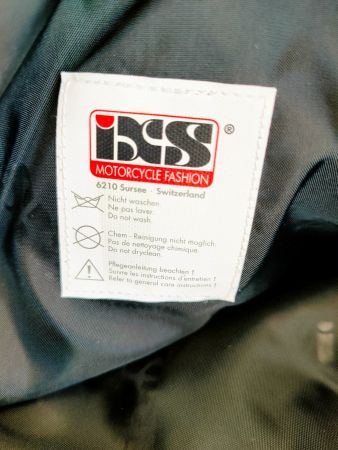 iXS ®
MOTORCYCLE FASHION
6210 Sursee · Switzerland
Nicht waschen.
Ne pas laver.
Do not wash.
Chem - Reinigung nicht moglich.
Pas de nettoyage chimique.
Do not dryclean.
Pflegeanleitung beachten !
Suivre les instructions d'entretien !
Refer to general care instructions !